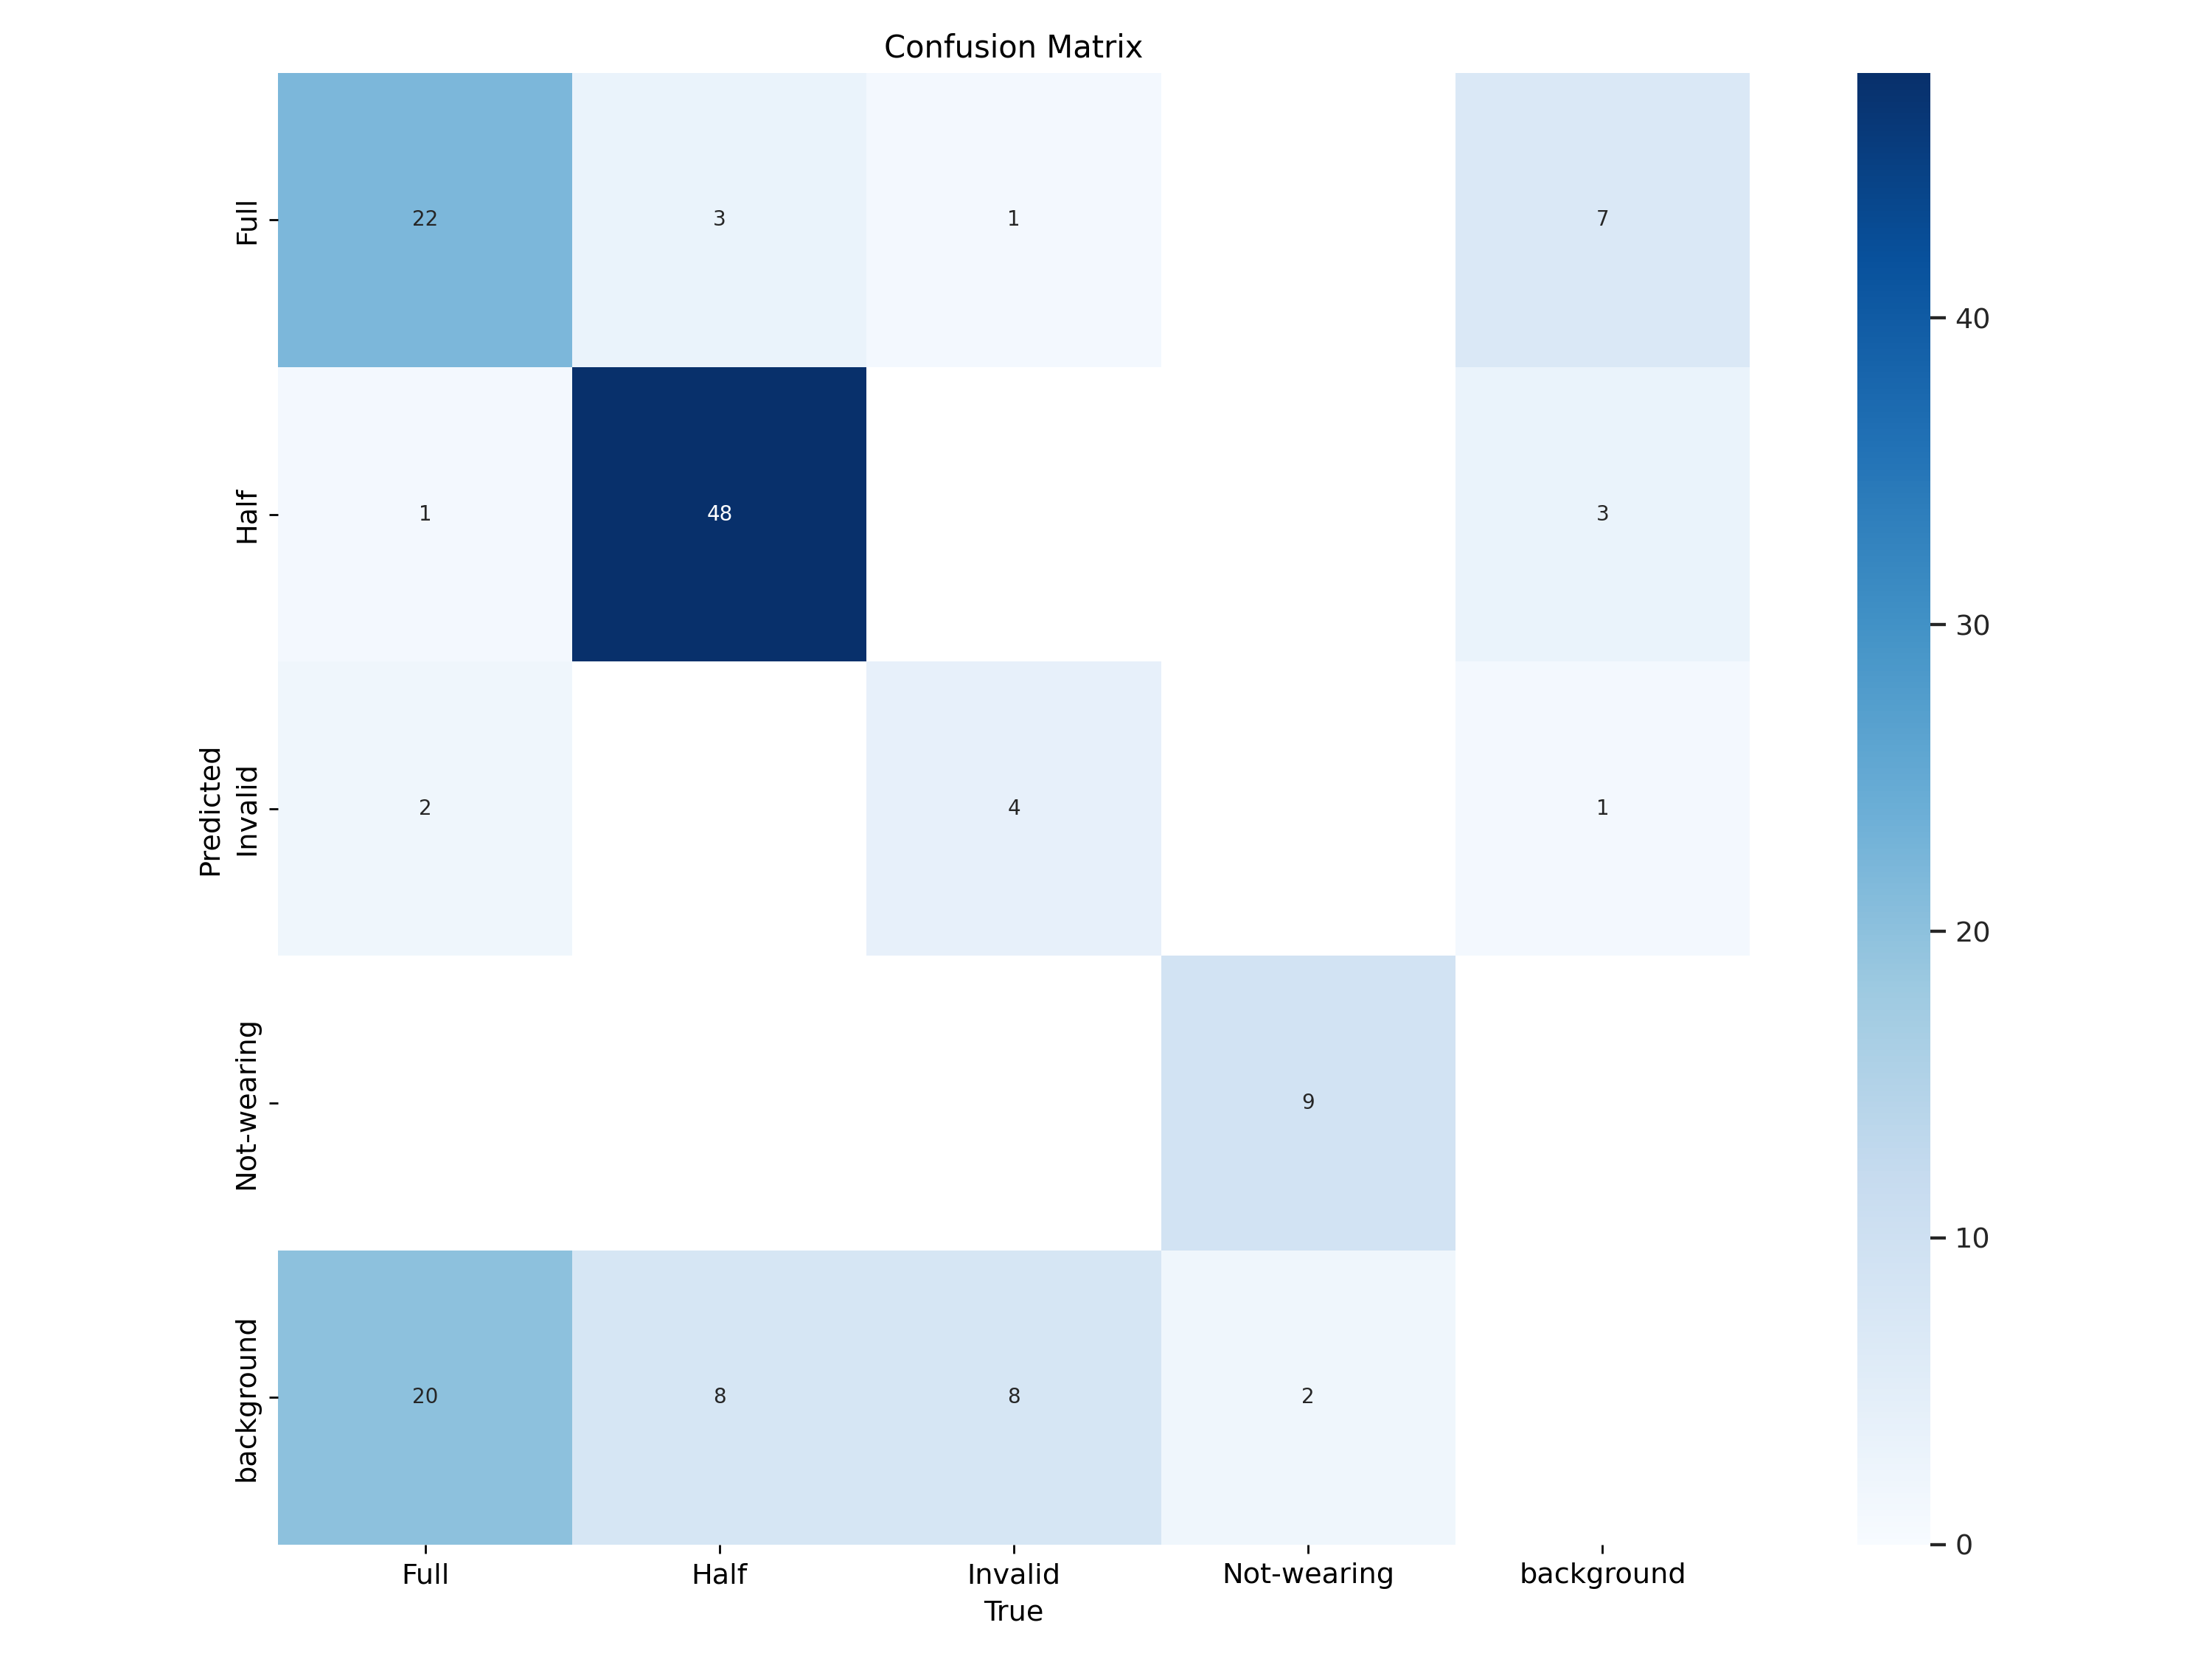 Confusion Matrix
Full
22
3
1
7
40
Half
1
48
3
30
Predicted
Invalid
2
4
1
20
Not-wearing
9
10
background
20
8
8
2
0
Full
Half
Invalid
Not-wearing
background
True